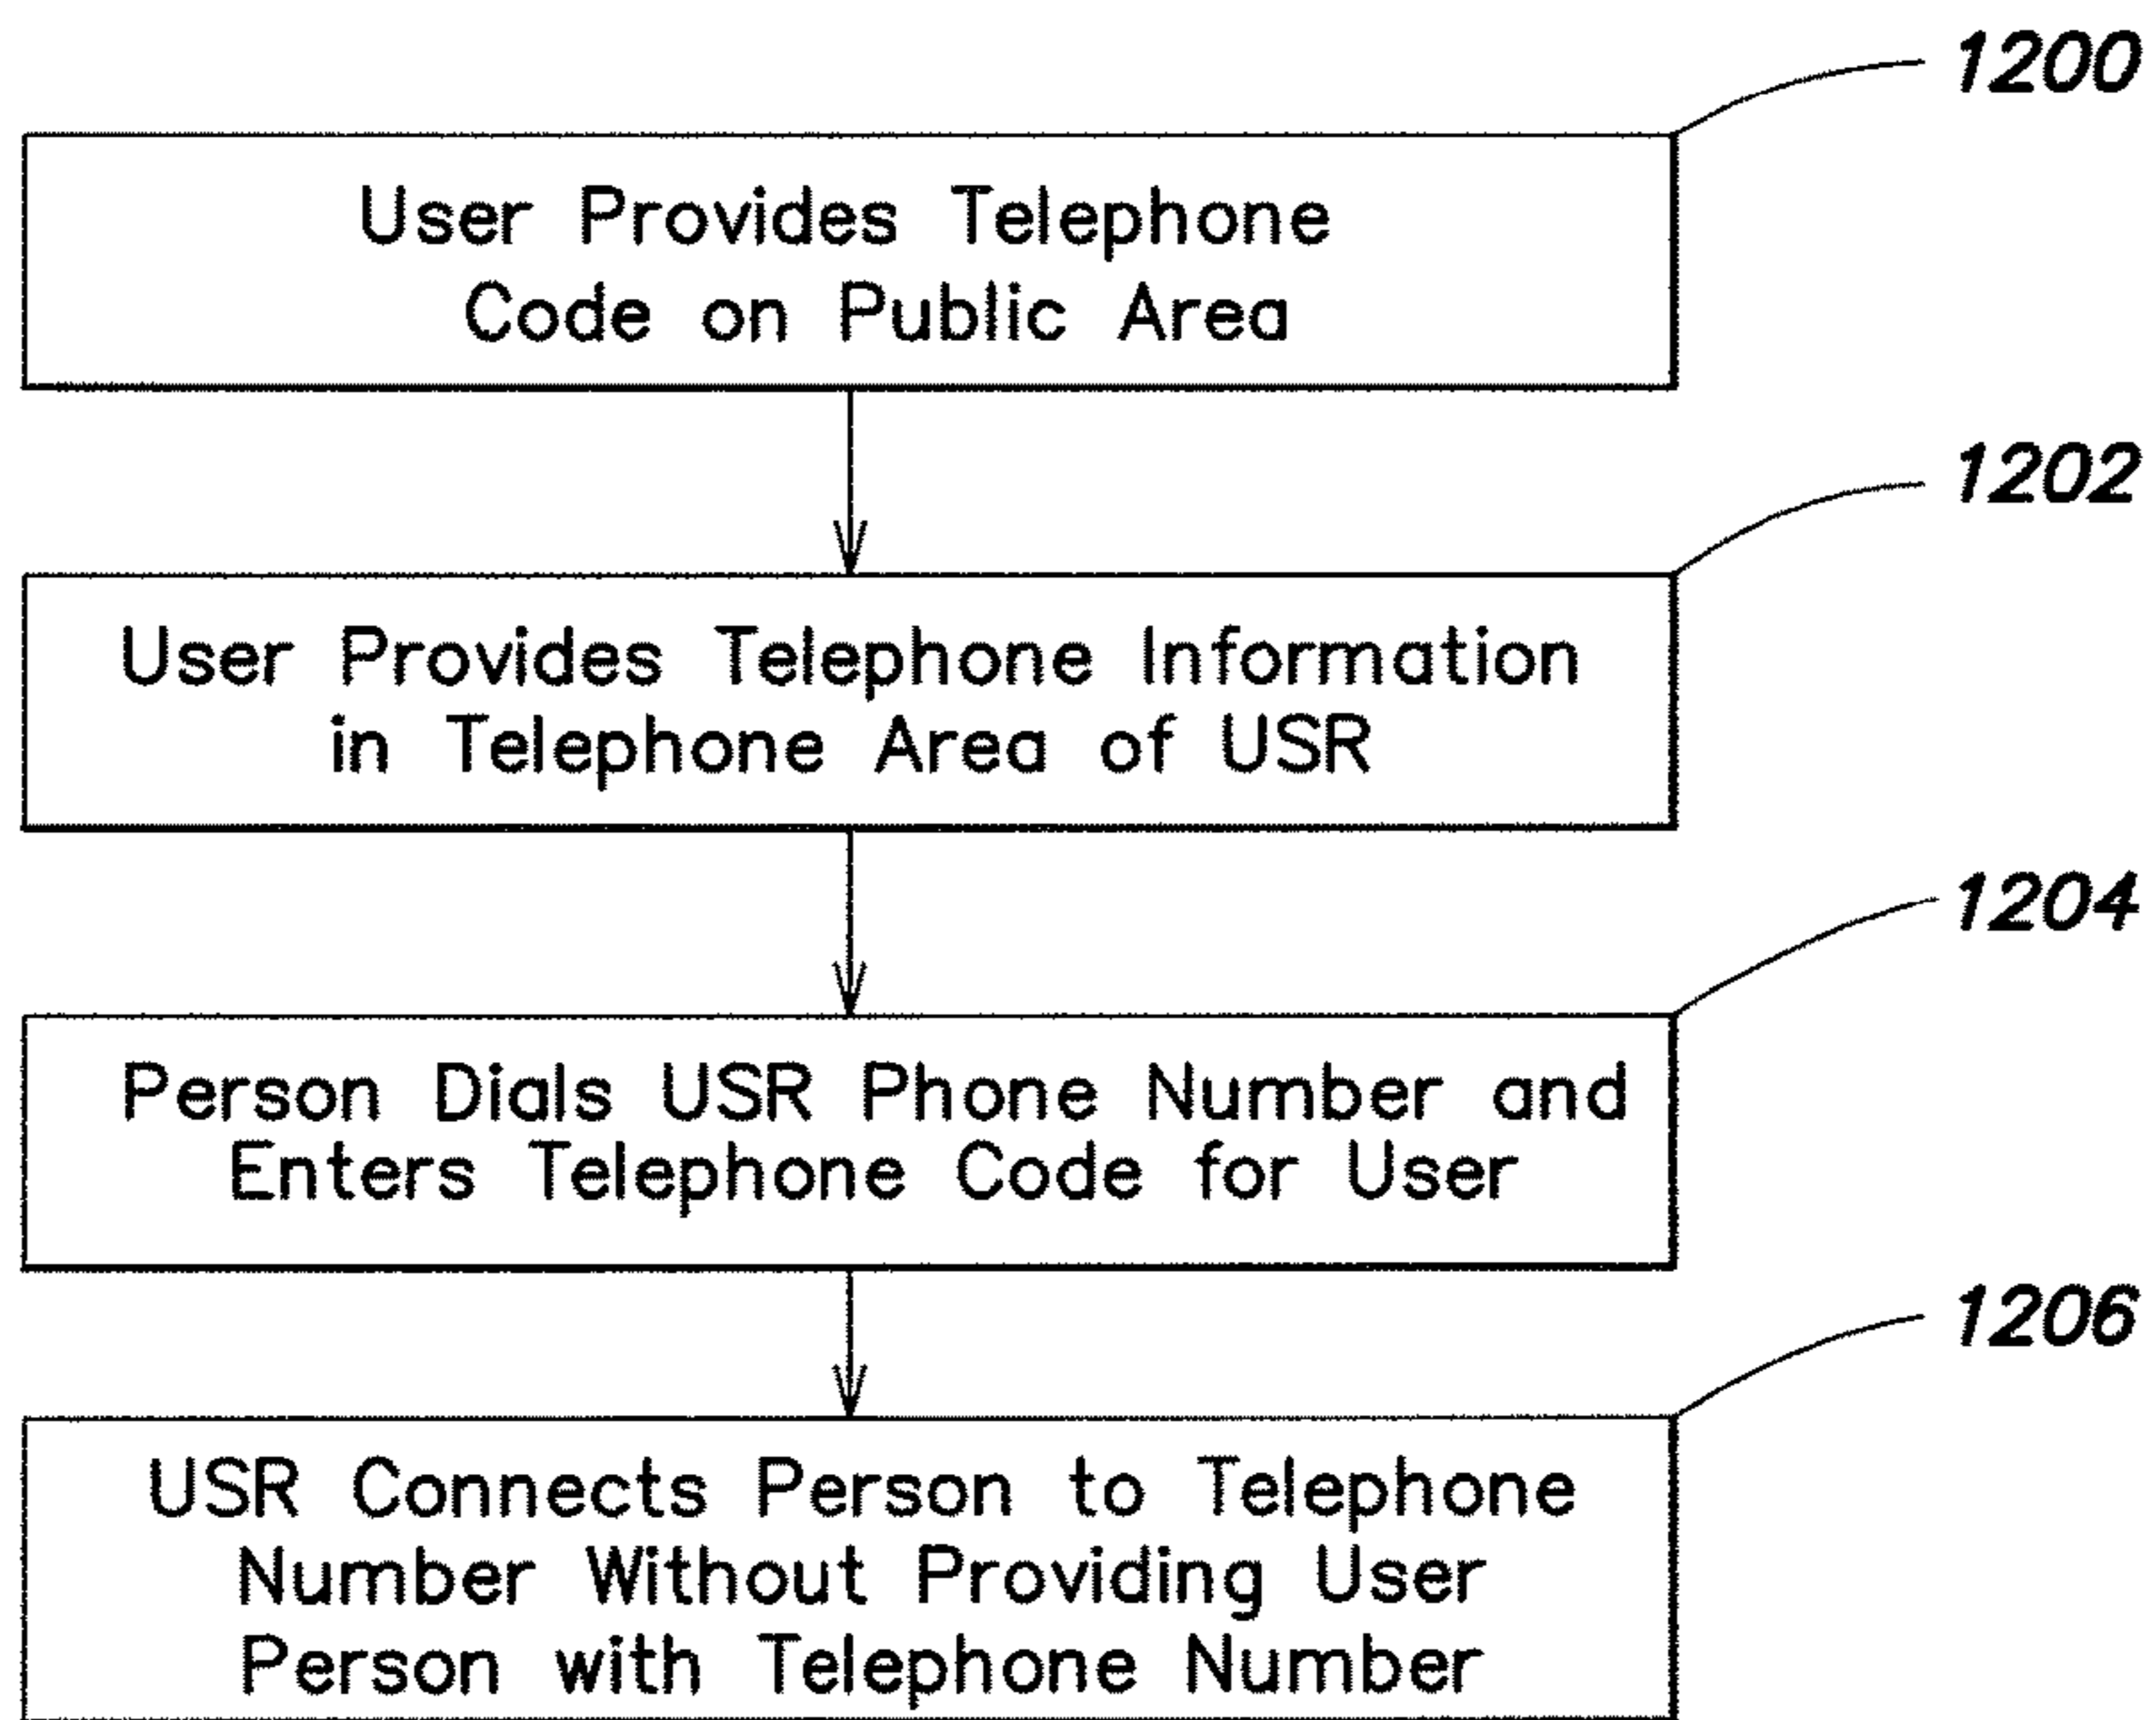 1200
User Provides Telephone
Code on Public Area
1202
User Provides Telephone Information
in Telephone Area of USR
1204
Person Dials USR Phone Number and
Enters Telephone Code for User
1206
USR Connects Person to Telephone
Number Without Providing User
Person with Telephone Number